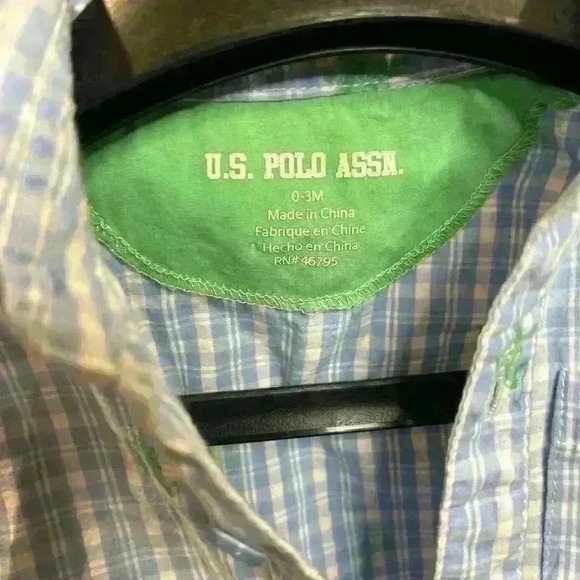 U.S. POLO ASSN.
0-3M
Made in China
Fabrique en Chine
Hecho en China
RN# 46795